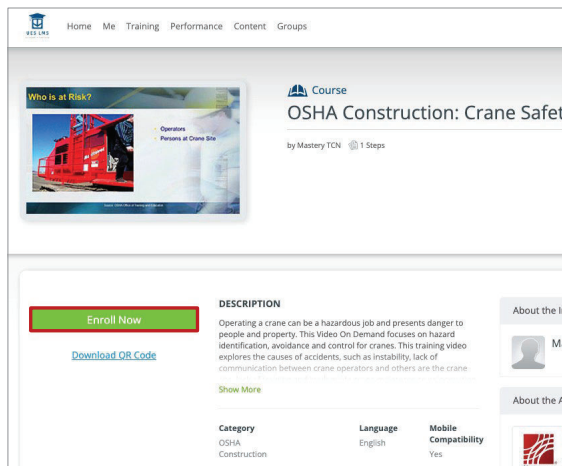 UES LMS
Home Me Training Performance Content Groups
Who is at Risk?
Operators
Persons at Crane Site
Course
OSHA Construction: Crane Safet
by Mastery TCN 1 Steps
Enroll Now
Download QR Code
DESCRIPTION
Operating a crane can be a hazardous job and presents danger to
people and property. This Video On Demand focuses on hazard
identification, avoidance and control for cranes. This training video
explores the causes of accidents, such as instability, lack of
communication between crane operators and others are the crane
Show More
Category
OSHA
Construction
Language
English
Mobile
Compatibility
Yes
About the I
M
About the A